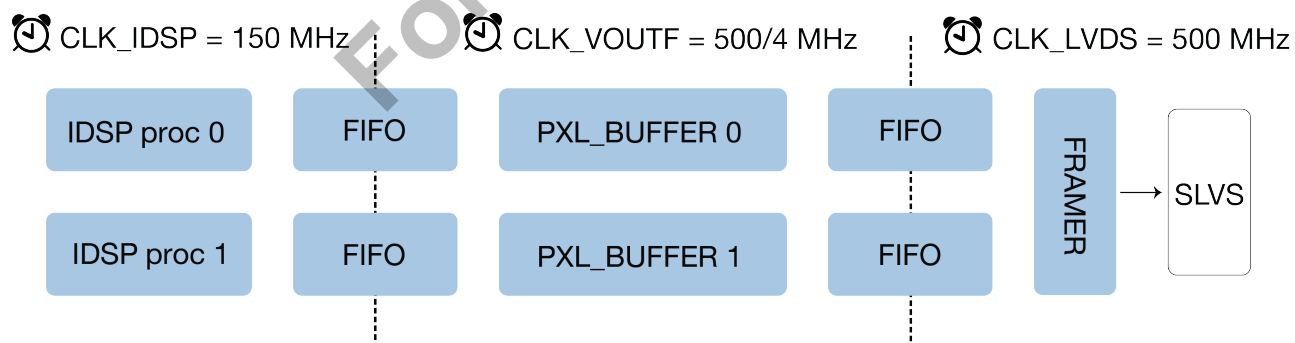 CLK_IDSP = 150 MHz
CLK_VOUTF = 500/4 MHz
CLK_LVDS = 500 MHz
IDSP proc 0
FIFO
PXL_BUFFER 0
FIFO
FRAMER
SLVS
IDSP proc 1
FIFO
PXL_BUFFER 1
FIFO